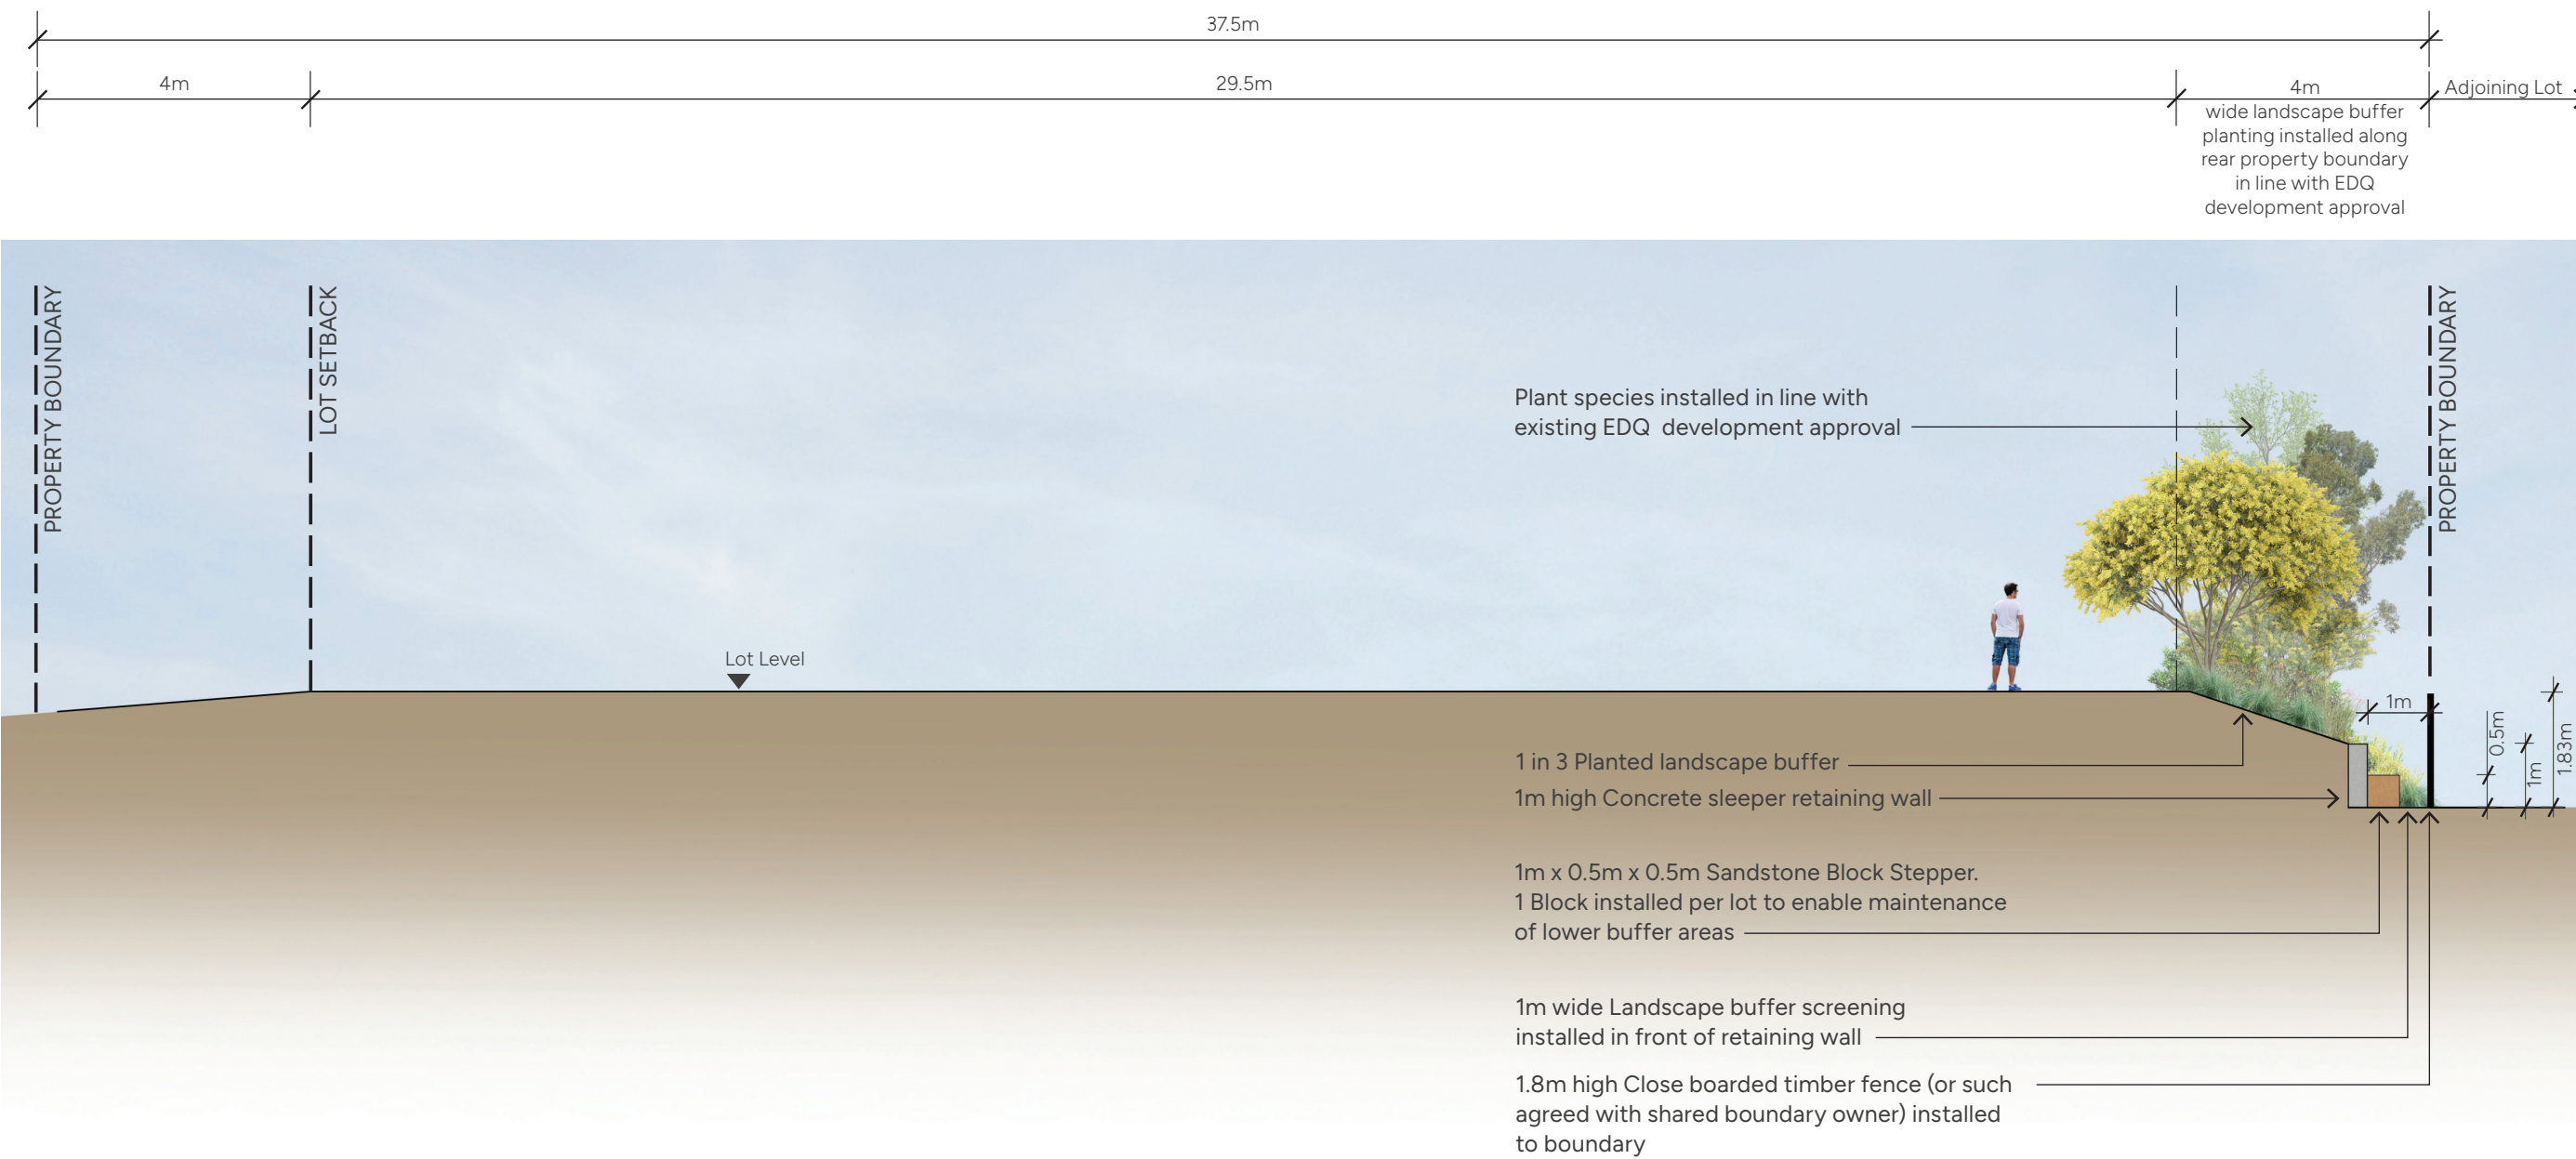 37.5m
4m
29.5m
4m
Adjoining Lot
wide landscape buffer
planting installed along
rear property boundary
in line with EDQ
development approval
PROPERTY BOUNDARY
LOT SETBACK
PROPERTY BOUNDARY
Plant species installed in line with
existing EDQ development approval
Lot Level
1m
0.5m
1m
1.83m
1 in 3 Planted landscape buffer
1m high Concrete sleeper retaining wall
1m x 0.5m x 0.5m Sandstone Block Stepper.
1 Block installed per lot to enable maintenance
of lower buffer areas
1m wide Landscape buffer screening
installed in front of retaining wall
1.8m high Close boarded timber fence (or such
agreed with shared boundary owner) installed
to boundary